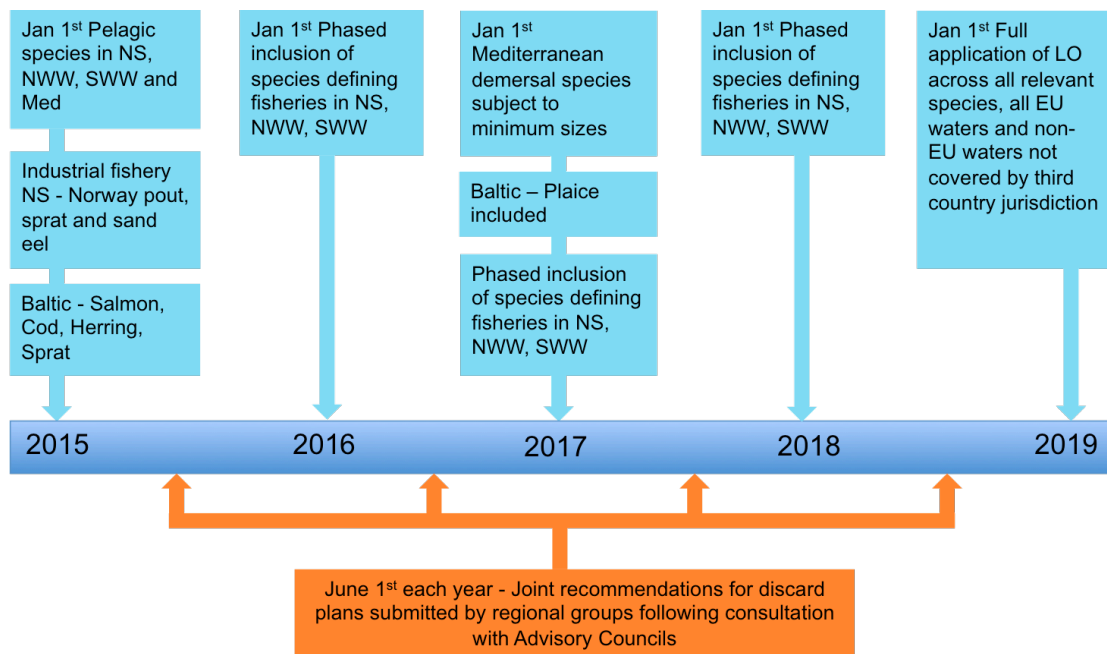 Jan 1st Pelagic
species in NS,
NWW, SWW and
Med
Industrial fishery
NS - Norway pout,
sprat and sand
eel
Baltic - Salmon,
Cod, Herring,
Sprat
Jan 1st Phased
inclusion of
species defining
fisheries in NS,
NWW, SWW
Jan 1st
Mediterranean
demersal species
subject to
minimum sizes
Baltic – Plaice
included
Phased inclusion
of species defining
fisheries in NS,
NWW, SWW
Jan 1st Phased
inclusion of
species defining
fisheries in NS,
NWW, SWW
Jan 1st Full
application of LO
across all relevant
species, all EU
waters and non-
EU waters not
covered by third
country jurisdiction
2015
2016
2017
2018
2019
June 1st each year - Joint recommendations for discard
plans submitted by regional groups following consultation
with Advisory Councils